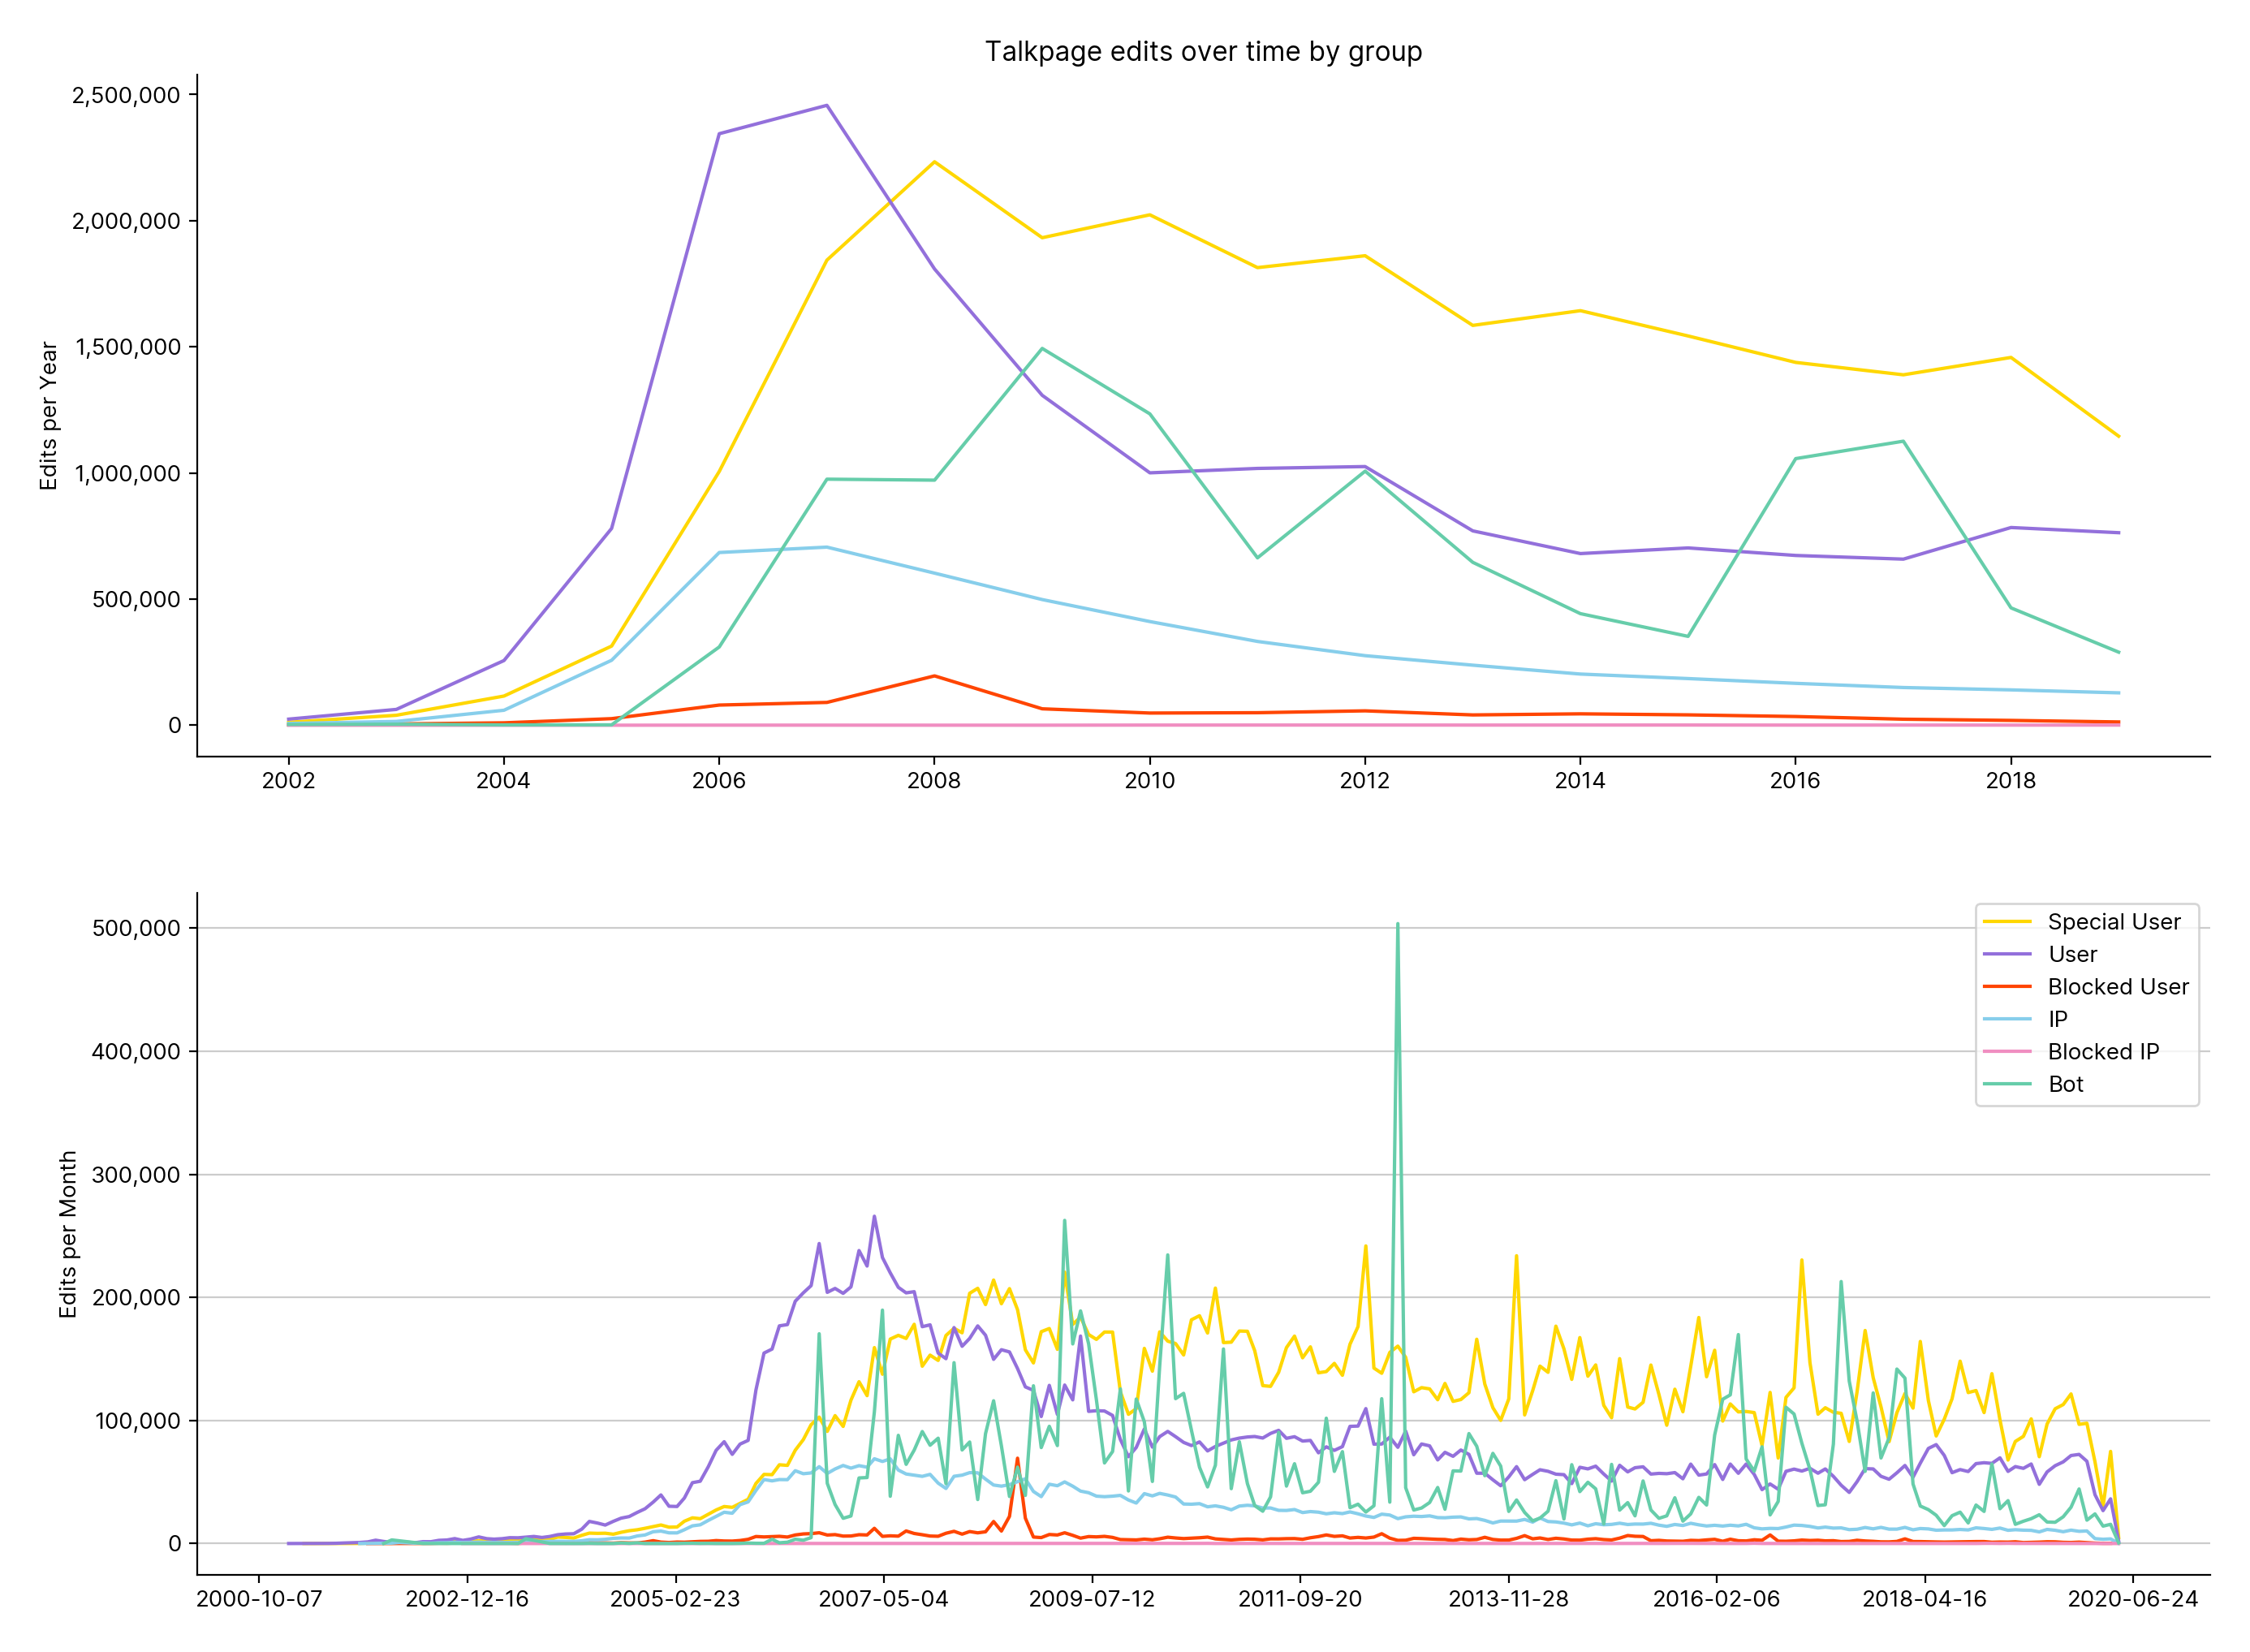 Talkpage edits over time by group
Edits per Year
2,500,000
2,000,000
1,500,000
1,000,000
500,000
0
2002 2004 2006 2008 2010 2012 2014 2016 2018
Edits per Month
500,000
400,000
300,000
200,000
100,000
0
Special User
User
Blocked User
IP
Blocked IP
Bot
2000-10-07 2002-12-16 2005-02-23 2007-05-04 2009-07-12 2011-09-20 2013-11-28 2016-02-06 2018-04-16 2020-06-24